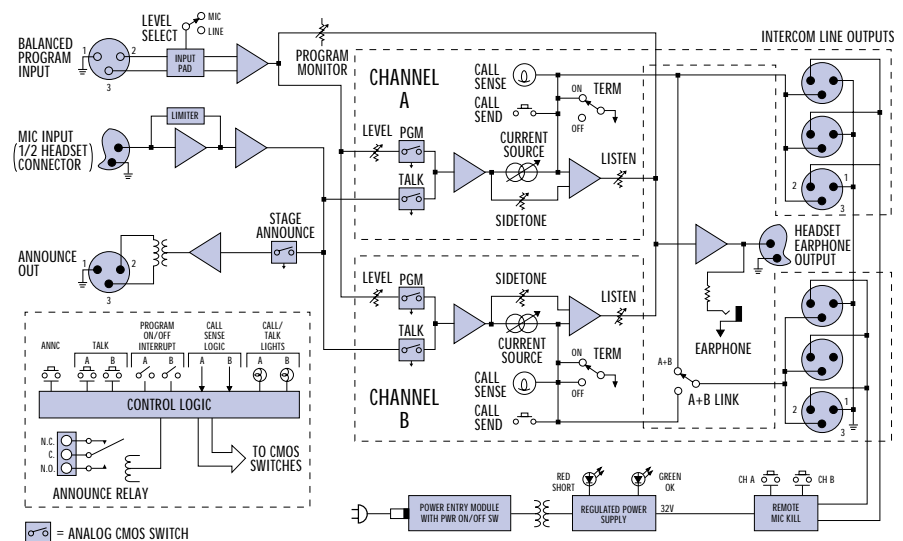 BALANCED
PROGRAM
INPUT
1
2
3
LEVEL
SELECT
MIC
LINE
INPUT
PAD
PROGRAM
MONITOR
MIC INPUT
(1/2 HEADSET
CONNECTOR)
LIMITER
ANNOUNCE
OUT
1
2
3
STAGE
ANNOUNCE
CHANNEL
A
CALL
SENSE
CALL
SEND
ON
TERM
OFF
LEVEL
PGM
TALK
CURRENT
SOURCE
SIDETONE
LISTEN
INTERCOM LINE OUTPUTS
2
1
3
HEADSET
EARPHONE
OUTPUT
EARPHONE
LEVEL
PGM
TALK
SIDETONE
CURRENT
SOURCE
LISTEN
CHANNEL
B
CALL
SENSE
CALL
SEND
ON
TERM
OFF
A+B
A+B LINK
2
1
3
ANNC
TALK
A
B
PROGRAM
ON/OFF
INTERRUPT
A
B
CALL
SENSE
LOGIC
A
B
CALL/
TALK
LIGHTS
A
B
CONTROL LOGIC
N.C.
C.
N.O.
ANNOUNCE RELAY
TO CMOS
SWITCHES
= ANALOG CMOS SWITCH
POWER ENTRY MODULE
WITH PWR ON/OFF SW
RED
SHORT
GREEN
OK
REGULATED POWER
SUPPLY
32V
CH A
CH B
REMOTE
MIC KILL